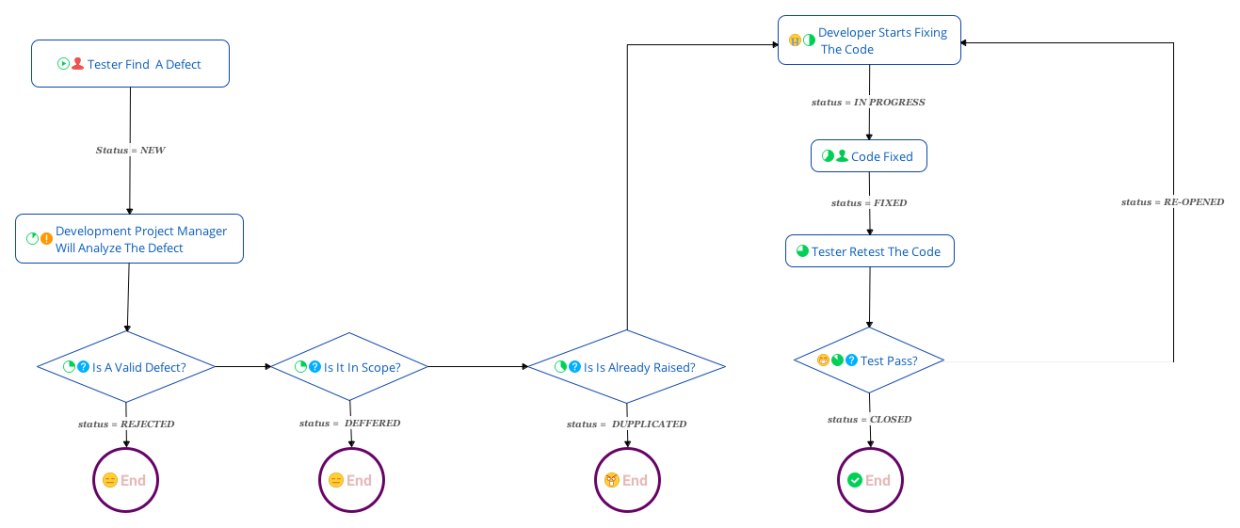 Tester Find A Defect
Status = NEW
Development Project Manager
Will Analyze The Defect
Is A Valid Defect?
status = REJECTED
End
Is It In Scope?
status = DEFFERED
End
Is Is Already Raised?
status = DUPPLICATED
End
Developer Starts Fixing
The Code
status = IN PROGRESS
Code Fixed
status = FIXED
Tester Retest The Code
Test Pass?
status = RE-OPENED
status = CLOSED
End